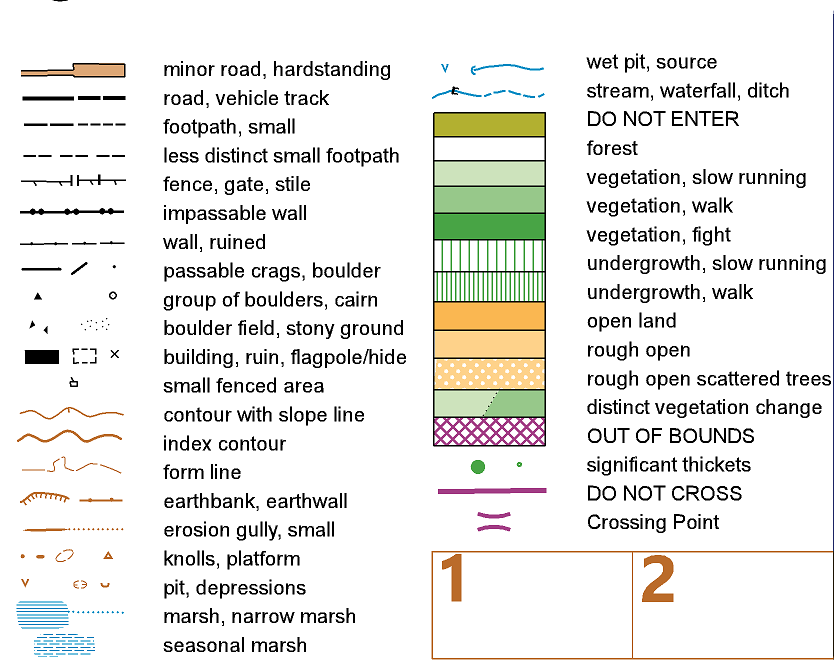 minor road, hardstanding
road, vehicle track
footpath, small
less distinct small footpath
fence, gate, stile
impassable wall
wall, ruined
passable crags, boulder
group of boulders, cairn
boulder field, stony ground
building, ruin, flagpole/hide
small fenced area
contour with slope line
index contour
form line
earthbank, earthwall
erosion gully, small
knolls, platform
pit, depressions
marsh, narrow marsh
seasonal marsh
wet pit, source
stream, waterfall, ditch
DO NOT ENTER
forest
vegetation, slow running
vegetation, walk
vegetation, fight
undergrowth, slow running
undergrowth, walk
open land
rough open
rough open scattered trees
distinct vegetation change
OUT OF BOUNDS
significant thickets
DO NOT CROSS
Crossing Point
1 2